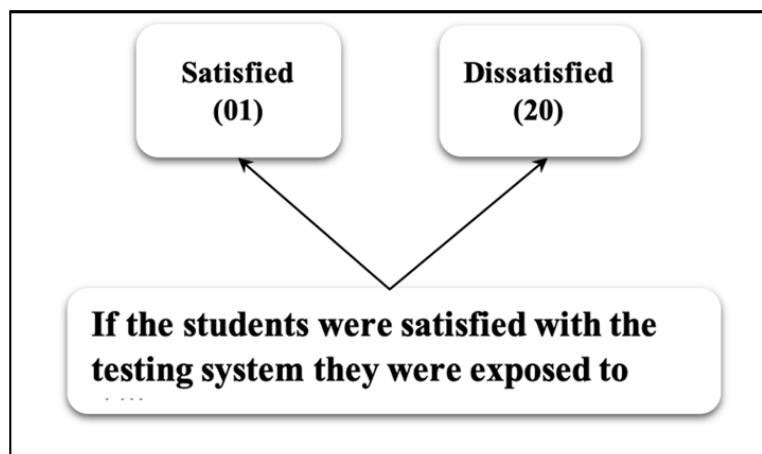 Satisfied
(01)
Dissatisfied
(20)
If the students were satisfied with the
testing system they were exposed to